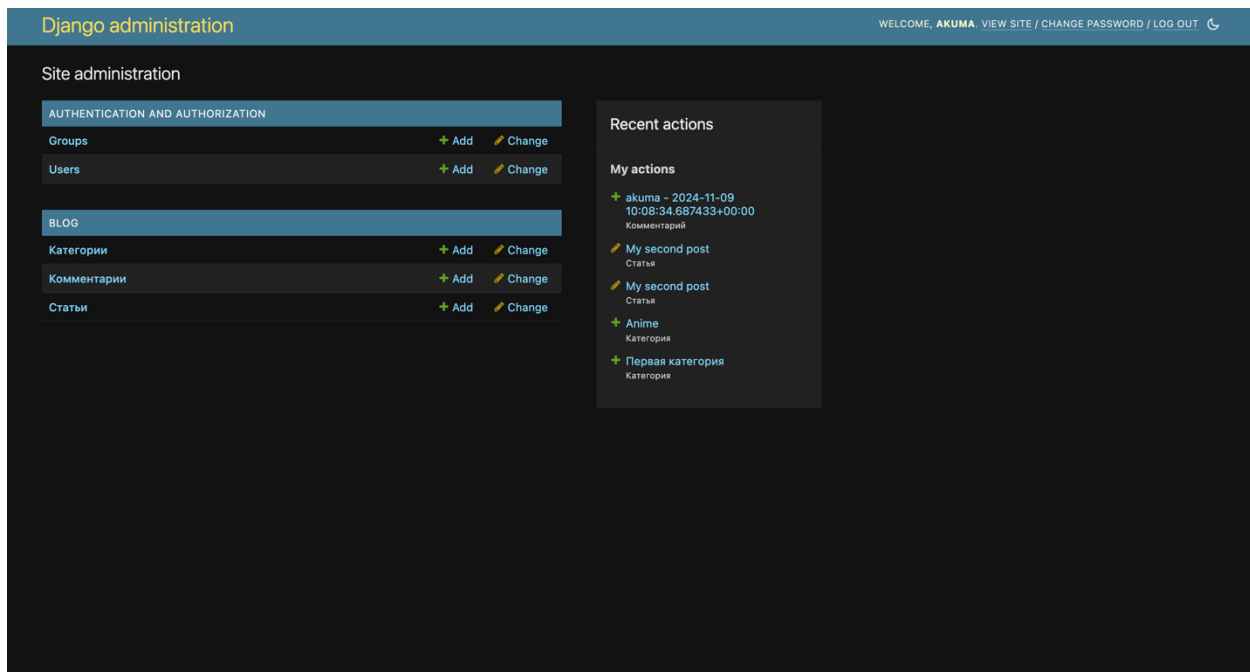 Django administration
WELCOME, AKUMA. VIEW SITE / CHANGE PASSWORD / LOG OUT
Site administration
AUTHENTICATION AND AUTHORIZATION
Groups Add Change
Users Add Change
BLOG
Категории Add Change
Комментарии Add Change
Статьи Add Change
Recent actions
My actions
akuma - 2024-11-09
10:08:34.687433+00:00
Комментарий
My second post
Статья
My second post
Статья
Anime
Категория
Первая категория
Категория